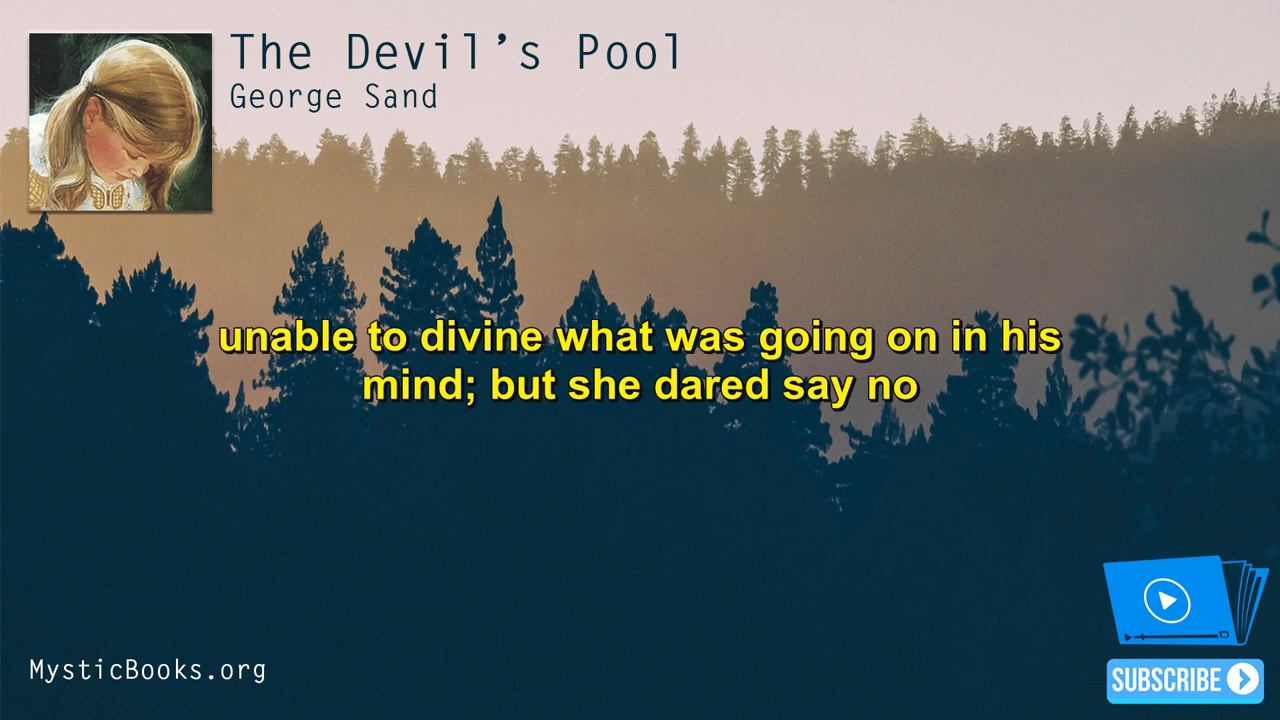 The Devil's Pool
George Sand
unable to divine what was going on in his
mind; but she dared say no
MysticBooks.org
SUBSCRIBE